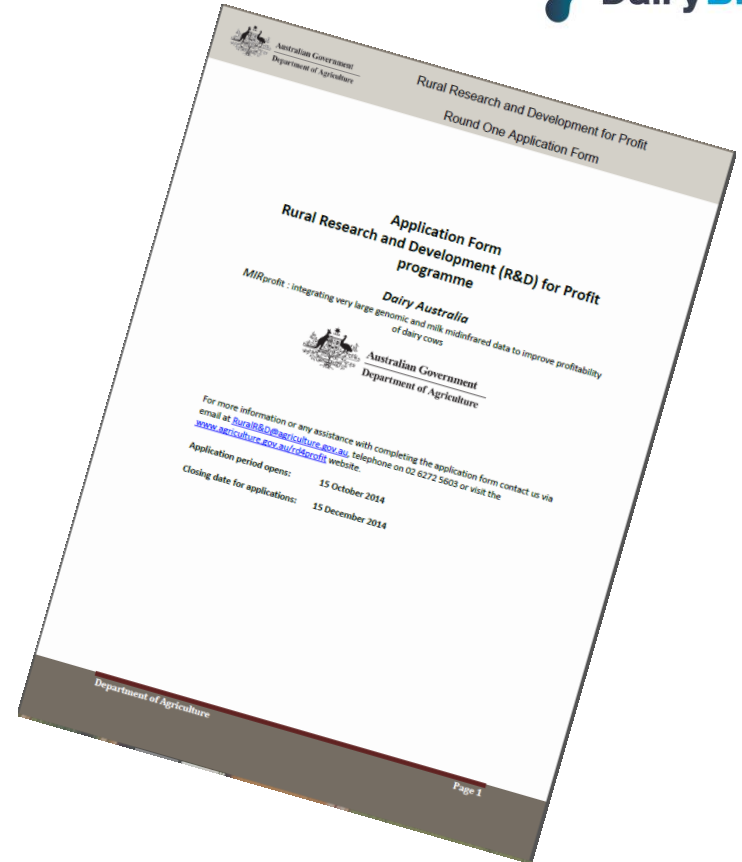 Australian Government
Department of Agriculture
Rural Research and Development for Profit
Round One Application Form
Application Form
Rural Research and Development (R&D) for Profit
programme
Dairy Australia
MIRprofit : integrating very large genomic and milk midinfrared data to improve profitability
of dairy cows
Australian Government
Department of Agriculture
For more information or any assistance with completing the application form contact us via
email at RuralR&D@agriculture.gov.au, telephone on 02 6272 5603 or visit the
www.agriculture.gov.au/rd4profit website.
Application period opens: 15 October 2014
Closing date for applications: 15 December 2014
Department of Agriculture
Page 1